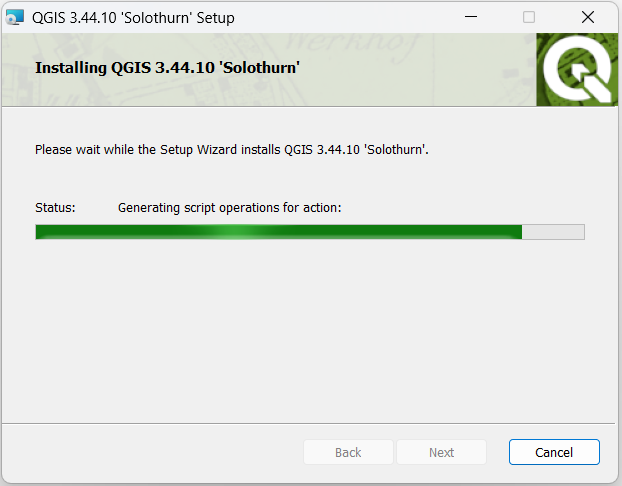 QGIS 3.44.10 'Solothurn' Setup
Werkhof
Installing QGIS 3.44.10 'Solothurn'
Please wait while the Setup Wizard installs QGIS 3.44.10 'Solothurn'.
Status: Generating script operations for action:
Back Next Cancel